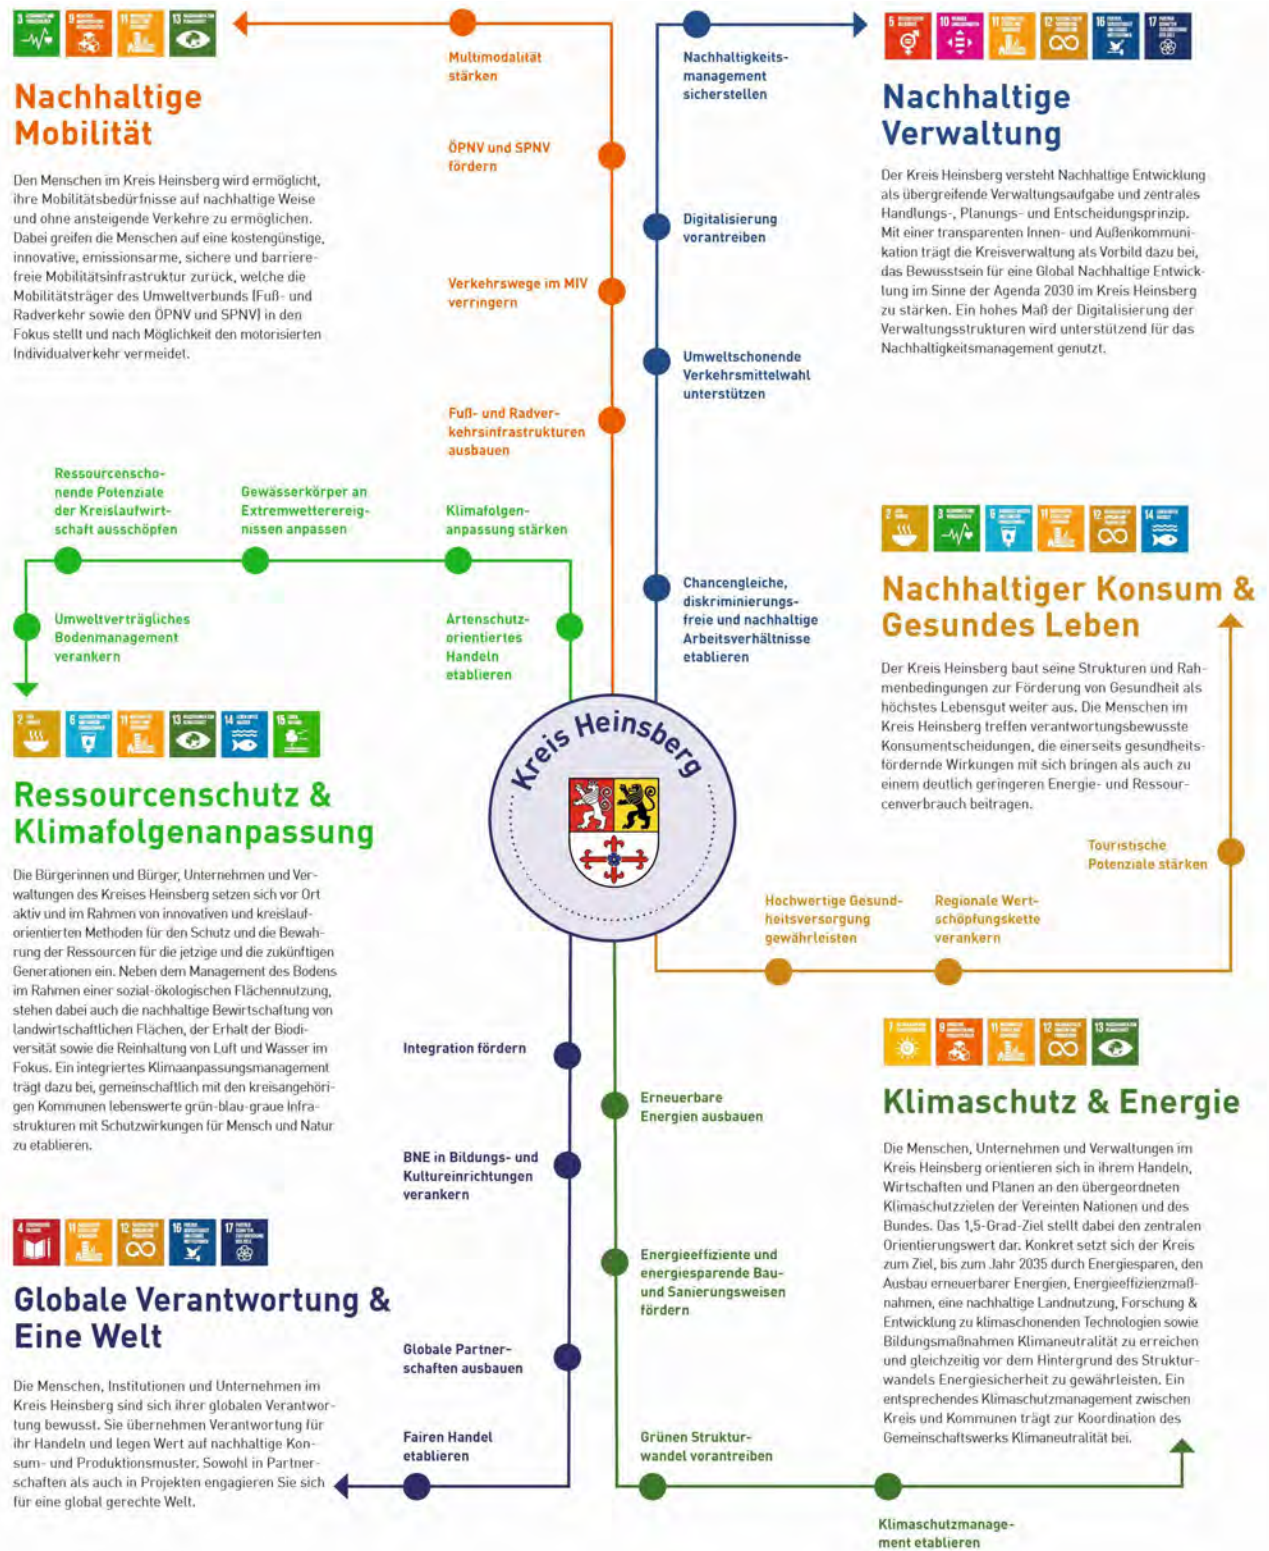 Nachhaltige
Mobilität
Den Menschen im Kreis Heinsberg wird ermöglicht,
ihre Mobilitätsbedürfnisse auf nachhaltige Weise
und ohne ansteigende Verkehre zu ermöglichen.
Dabei greifen die Menschen auf eine kostengünstige,
innovative, emissionsarme, sichere und barriere-
freie Mobilitätsinfrastruktur zurück, welche die
Mobilitätsträger des Umweltverbunds (Fuß- und
Radverkehr sowie den ÖPNV und SPNV) in den
Fokus stellt und nach Möglichkeit den motorisierten
Individualverkehr vermeidet.
Multimodalität
stärken
ÖPNV und SPNV
fördern
Verkehrswege im MIV
verringern
Fuß- und Radver-
kehrsinfrastrukturen
ausbauen
Nachhaltigkeits-
management
sicherstellen
Digitalisierung
vorantreiben
Umweltschonende
Verkehrsmittelwahl
unterstützen
Chancengleiche,
diskriminierungs-
freie und nachhaltige
Arbeitsverhältnisse
etablieren
Nachhaltige
Verwaltung
Der Kreis Heinsberg versteht Nachhaltige Entwicklung
als übergreifende Verwaltungsaufgabe und zentrales
Handlungs-, Planungs- und Entscheidungsprinzip.
Mit einer transparenten Innen- und Außenkommuni-
kation trägt die Kreisverwaltung als Vorbild dazu bei,
das Bewusstsein für eine Global Nachhaltige Entwick-
lung im Sinne der Agenda 2030 im Kreis Heinsberg
zu stärken. Ein hohes Maß der Digitalisierung der
Verwaltungsstrukturen wird unterstützend für das
Nachhaltigkeitsmanagement genutzt.
Ressourcenscho-
nende Potenziale
der Kreislaufwirt-
schaft ausschöpfen
Gewässerkörper an
Extremwetterereig-
nissen anpassen
Klimafolgen-
anpassung stärken
Umweltverträgliches
Bodenmanagement
verankern
Artenschutz-
orientiertes
Handeln
etablieren
Ressourcenschutz &
Klimafolgenanpassung
Die Bürgerinnen und Bürger, Unternehmen und Ver-
waltungen des Kreises Heinsberg setzen sich vor Ort
aktiv und im Rahmen von innovativen und kreislauf-
orientierten Methoden für den Schutz und die Bewah-
rung der Ressourcen für die jetzige und die zukünftigen
Generationen ein. Neben dem Management des Bodens
im Rahmen einer sozial-ökologischen Flächennutzung,
stehen dabei auch die nachhaltige Bewirtschaftung von
landwirtschaftlichen Flächen, der Erhalt der Biodi-
versität sowie die Reinhaltung von Luft und Wasser im
Fokus. Ein integriertes Klimaanpassungsmanagement
trägt dazu bei, gemeinschaftlich mit den kreisangehöri-
gen Kommunen lebenswerte grün-blau-graue Infra-
strukturen mit Schutzwirkungen für Mensch und Natur
zu etablieren.
Kreis Heinsberg
Nachhaltiger Konsum &
Gesundes Leben
Der Kreis Heinsberg baut seine Strukturen und Rah-
menbedingungen zur Förderung von Gesundheit als
höchstes Lebensgut weiter aus. Die Menschen im
Kreis Heinsberg treffen verantwortungsbewusste
Konsumentscheidungen, die einerseits gesundheits-
fördernde Wirkungen mit sich bringen als auch zu
einem deutlich geringeren Energie- und Ressour-
cenverbrauch beitragen.
Touristische
Potenziale stärken
Hochwertige Gesund-
heitsversorgung
gewährleisten
Regionale Wert-
schöpfungskette
verankern
Integration fördern
BNE in Bildungs- und
Kultureinrichtungen
verankern
Globale Partner-
schaften ausbauen
Fairen Handel
etablieren
Globale Verantwortung &
Eine Welt
Die Menschen, Institutionen und Unternehmen im
Kreis Heinsberg sind sich ihrer globalen Verantwor-
tung bewusst. Sie übernehmen Verantwortung für
ihr Handeln und legen Wert auf nachhaltige Kon-
sum- und Produktionsmuster. Sowohl in Partner-
schaften als auch in Projekten engagieren Sie sich
für eine global gerechte Welt.
Erneuerbare
Energien ausbauen
Energieeffiziente und
energiesparende Bau-
und Sanierungsweisen
fördern
Grünen Struktur-
wandel vorantreiben
Klimaschutzmanage-
ment etablieren
Klimaschutz & Energie
Die Menschen, Unternehmen und Verwaltungen im
Kreis Heinsberg orientieren sich in ihrem Handeln,
Wirtschaften und Planen an den übergeordneten
Klimaschutzzielen der Vereinten Nationen und des
Bundes. Das 1,5-Grad-Ziel stellt dabei den zentralen
Orientierungswert dar. Konkret setzt sich der Kreis
zum Ziel, bis zum Jahr 2035 durch Energiesparen, den
Ausbau erneuerbarer Energien, Energieeffizienzmaß-
nahmen, eine nachhaltige Landnutzung, Forschung &
Entwicklung zu klimaschonenden Technologien sowie
Bildungsmaßnahmen Klimaneutralität zu erreichen
und gleichzeitig vor dem Hintergrund des Struktur-
wandels Energiesicherheit zu gewährleisten. Ein
entsprechendes Klimaschutzmanagement zwischen
Kreis und Kommunen trägt zur Koordination des
Gemeinschaftswerks Klimaneutralität bei.